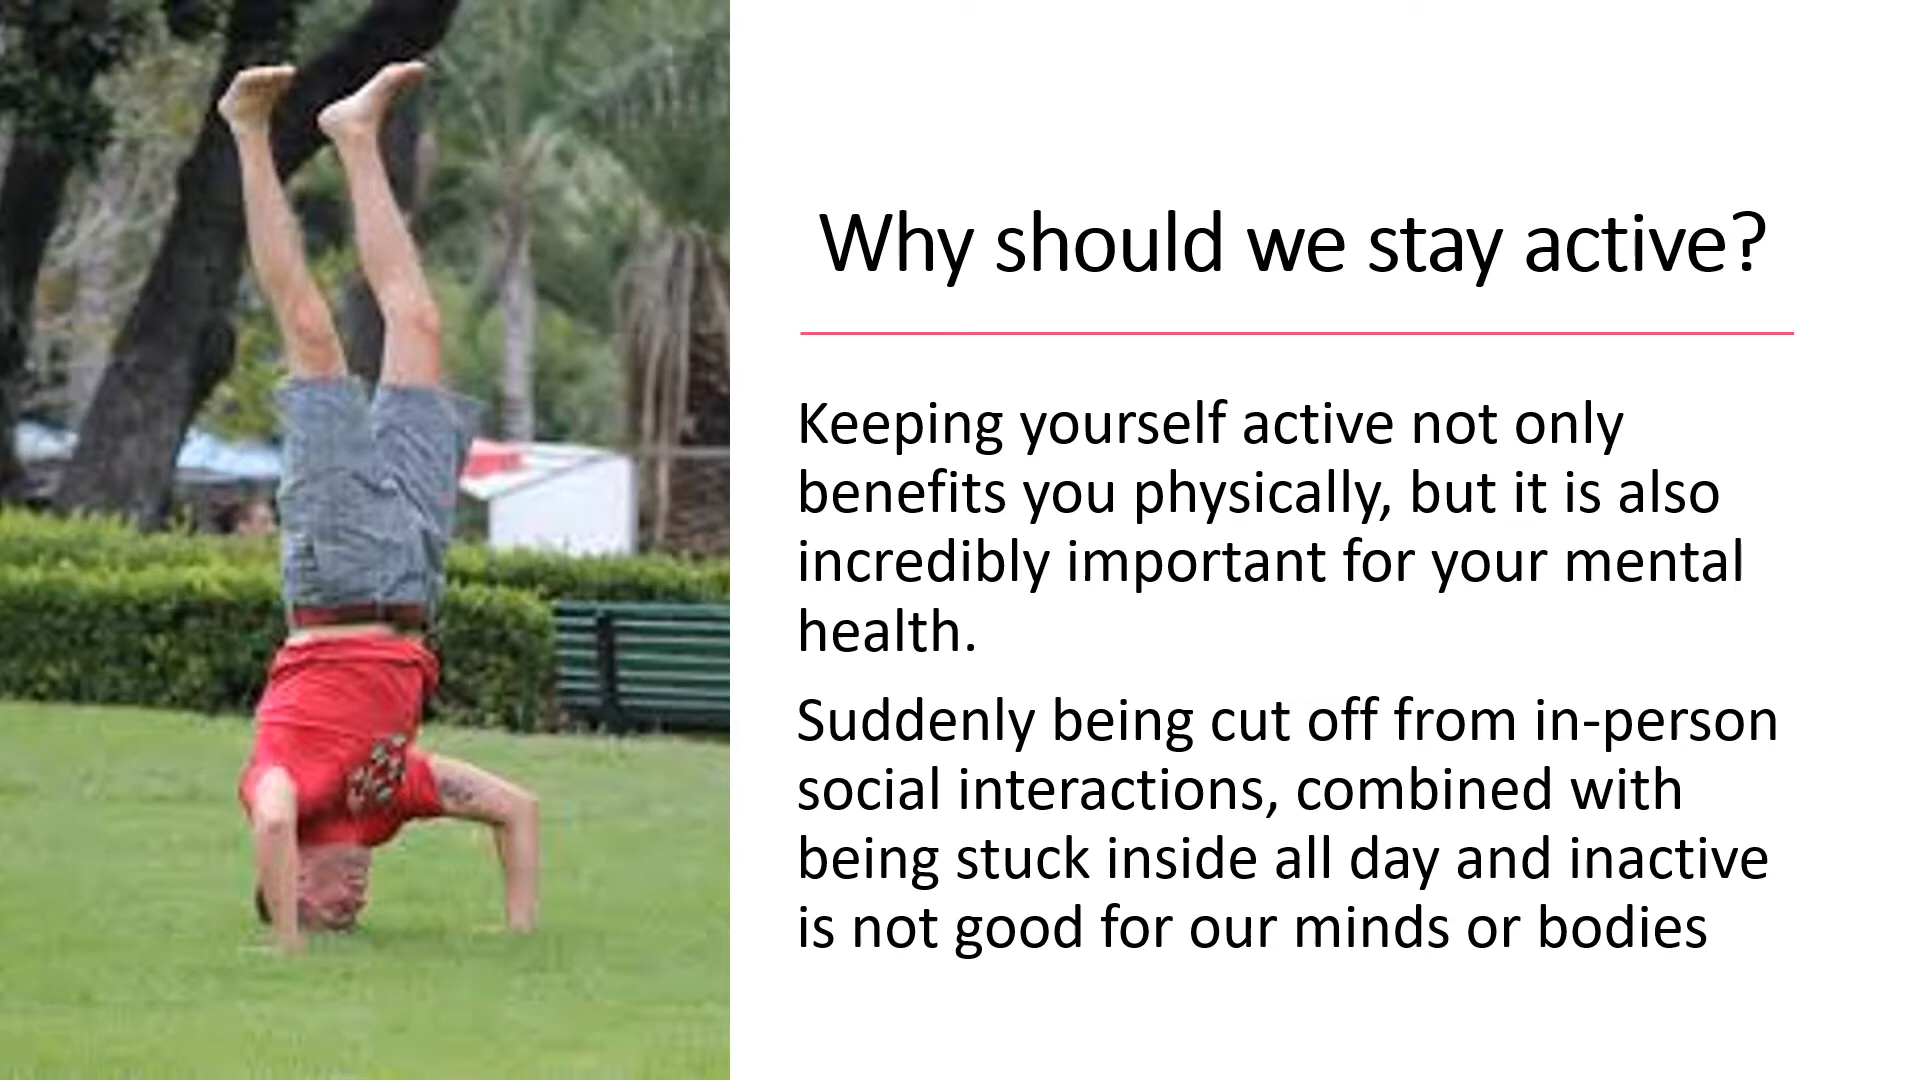 Why should we stay active?
Keeping yourself active not only
benefits you physically, but it is also
incredibly important for your mental
health.
Suddenly being cut off from in-person
social interactions, combined with
being stuck inside all day and inactive
is not good for our minds or bodies